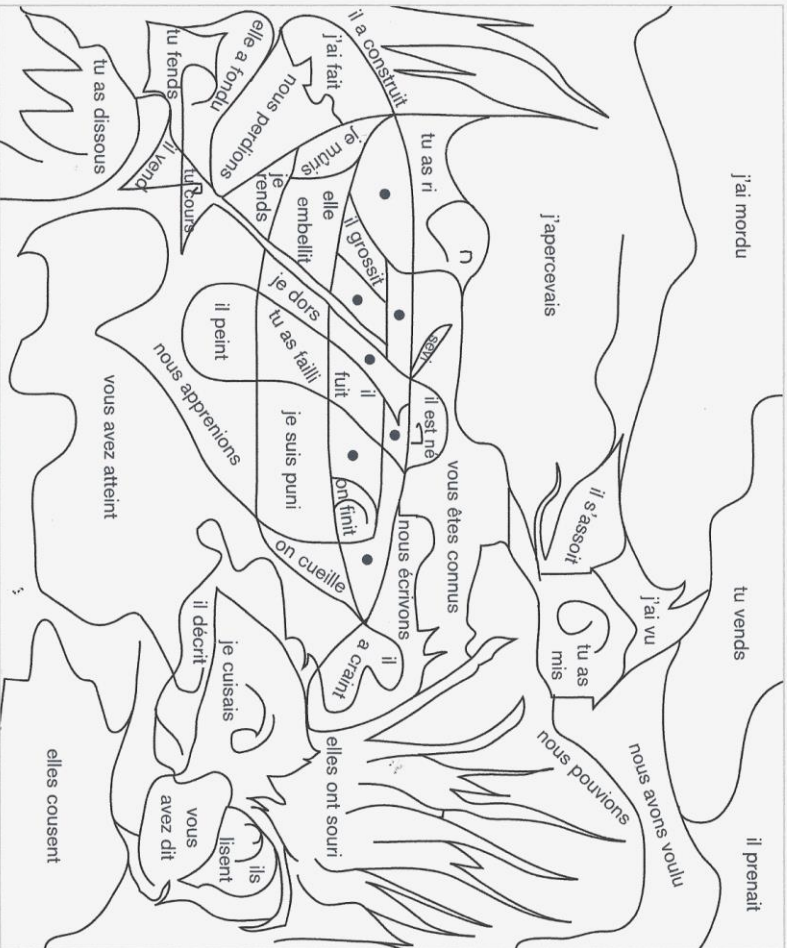 j'ai mordu
tu vends
il prenait
j'apercevais
il s'assoit
j'ai vu
tu as
mis
nous avons voulu
nous pouvions
il a construit
tu as ri
sévi
il est né
vous êtes connus
nous écrivons
j'ai fait
je mûris
il grossit
elle
embellit
il
fuit
on finit
il
a craint
elles ont souri
elle a fondu
nous perdions
je
rends
je dors
tu as failli
je suis puni
on cueille
tu fends
tu cours
il peint
nous apprenions
il décrit
je cuisais
ils
lisent
vous
avez dit
tu as dissous
il vend
vous avez atteint
elles cousent